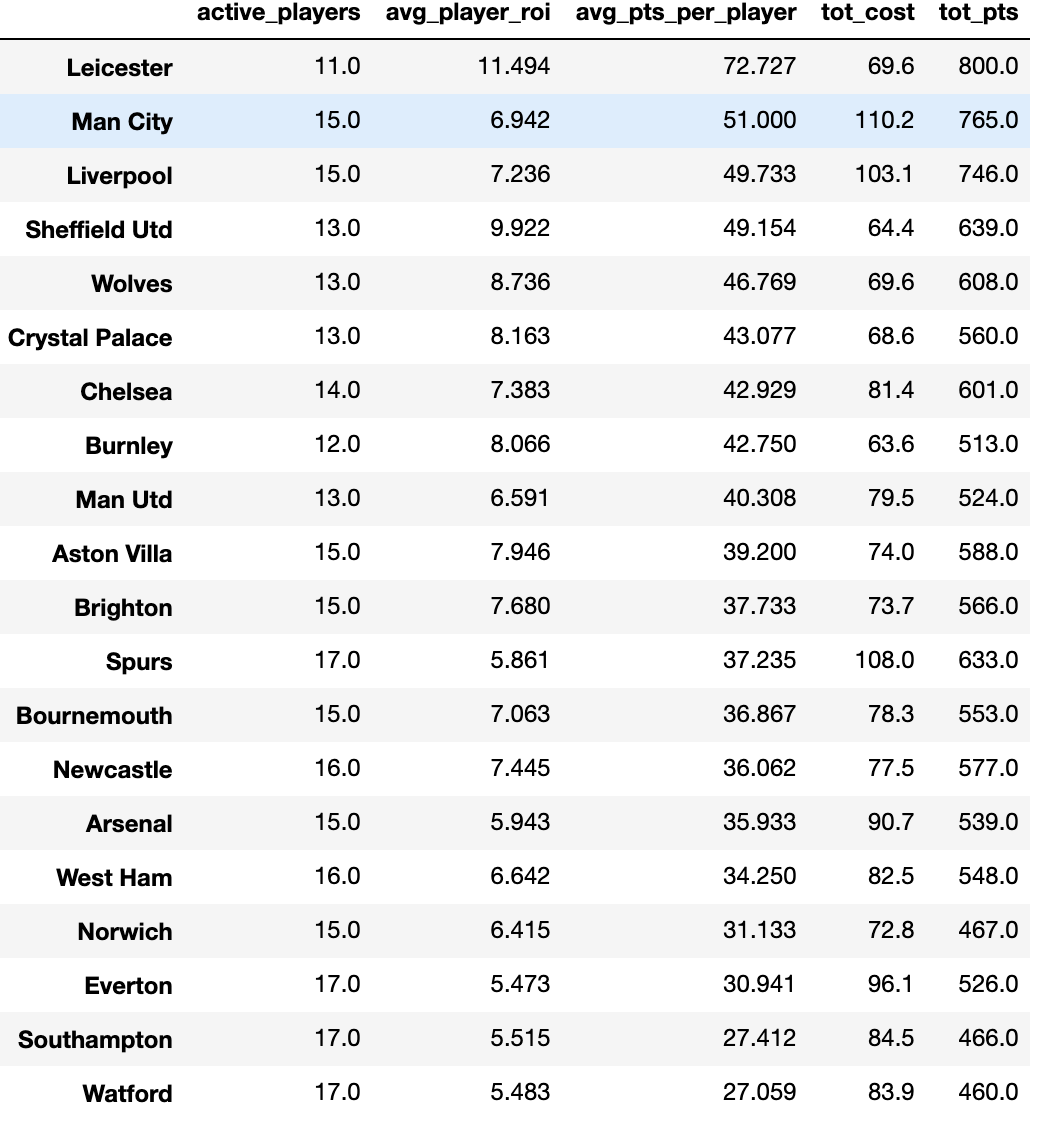 active_players avg_player_roi avg_pts_per_player tot_cost tot_pts
Leicester 11.0 11.494 72.727 69.6 800.0
Man City 15.0 6.942 51.000 110.2 765.0
Liverpool 15.0 7.236 49.733 103.1 746.0
Sheffield Utd 13.0 9.922 49.154 64.4 639.0
Wolves 13.0 8.736 46.769 69.6 608.0
Crystal Palace 13.0 8.163 43.077 68.6 560.0
Chelsea 14.0 7.383 42.929 81.4 601.0
Burnley 12.0 8.066 42.750 63.6 513.0
Man Utd 13.0 6.591 40.308 79.5 524.0
Aston Villa 15.0 7.946 39.200 74.0 588.0
Brighton 15.0 7.680 37.733 73.7 566.0
Spurs 17.0 5.861 37.235 108.0 633.0
Bournemouth 15.0 7.063 36.867 78.3 553.0
Newcastle 16.0 7.445 36.062 77.5 577.0
Arsenal 15.0 5.943 35.933 90.7 539.0
West Ham 16.0 6.642 34.250 82.5 548.0
Norwich 15.0 6.415 31.133 72.8 467.0
Everton 17.0 5.473 30.941 96.1 526.0
Southampton 17.0 5.515 27.412 84.5 466.0
Watford 17.0 5.483 27.059 83.9 460.0